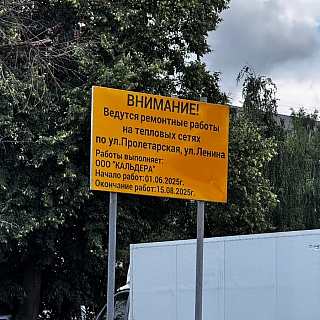 ВНИМАНИЕ!
Ведутся ремонтные работы
на тепловых сетях
по ул.Пролетарская, ул.Ленина
Работы выполняет:
ООО "КАЛЬДЕРА"
Начало работ:01.06.2025г.
Окончание работ:15.08.2025г.